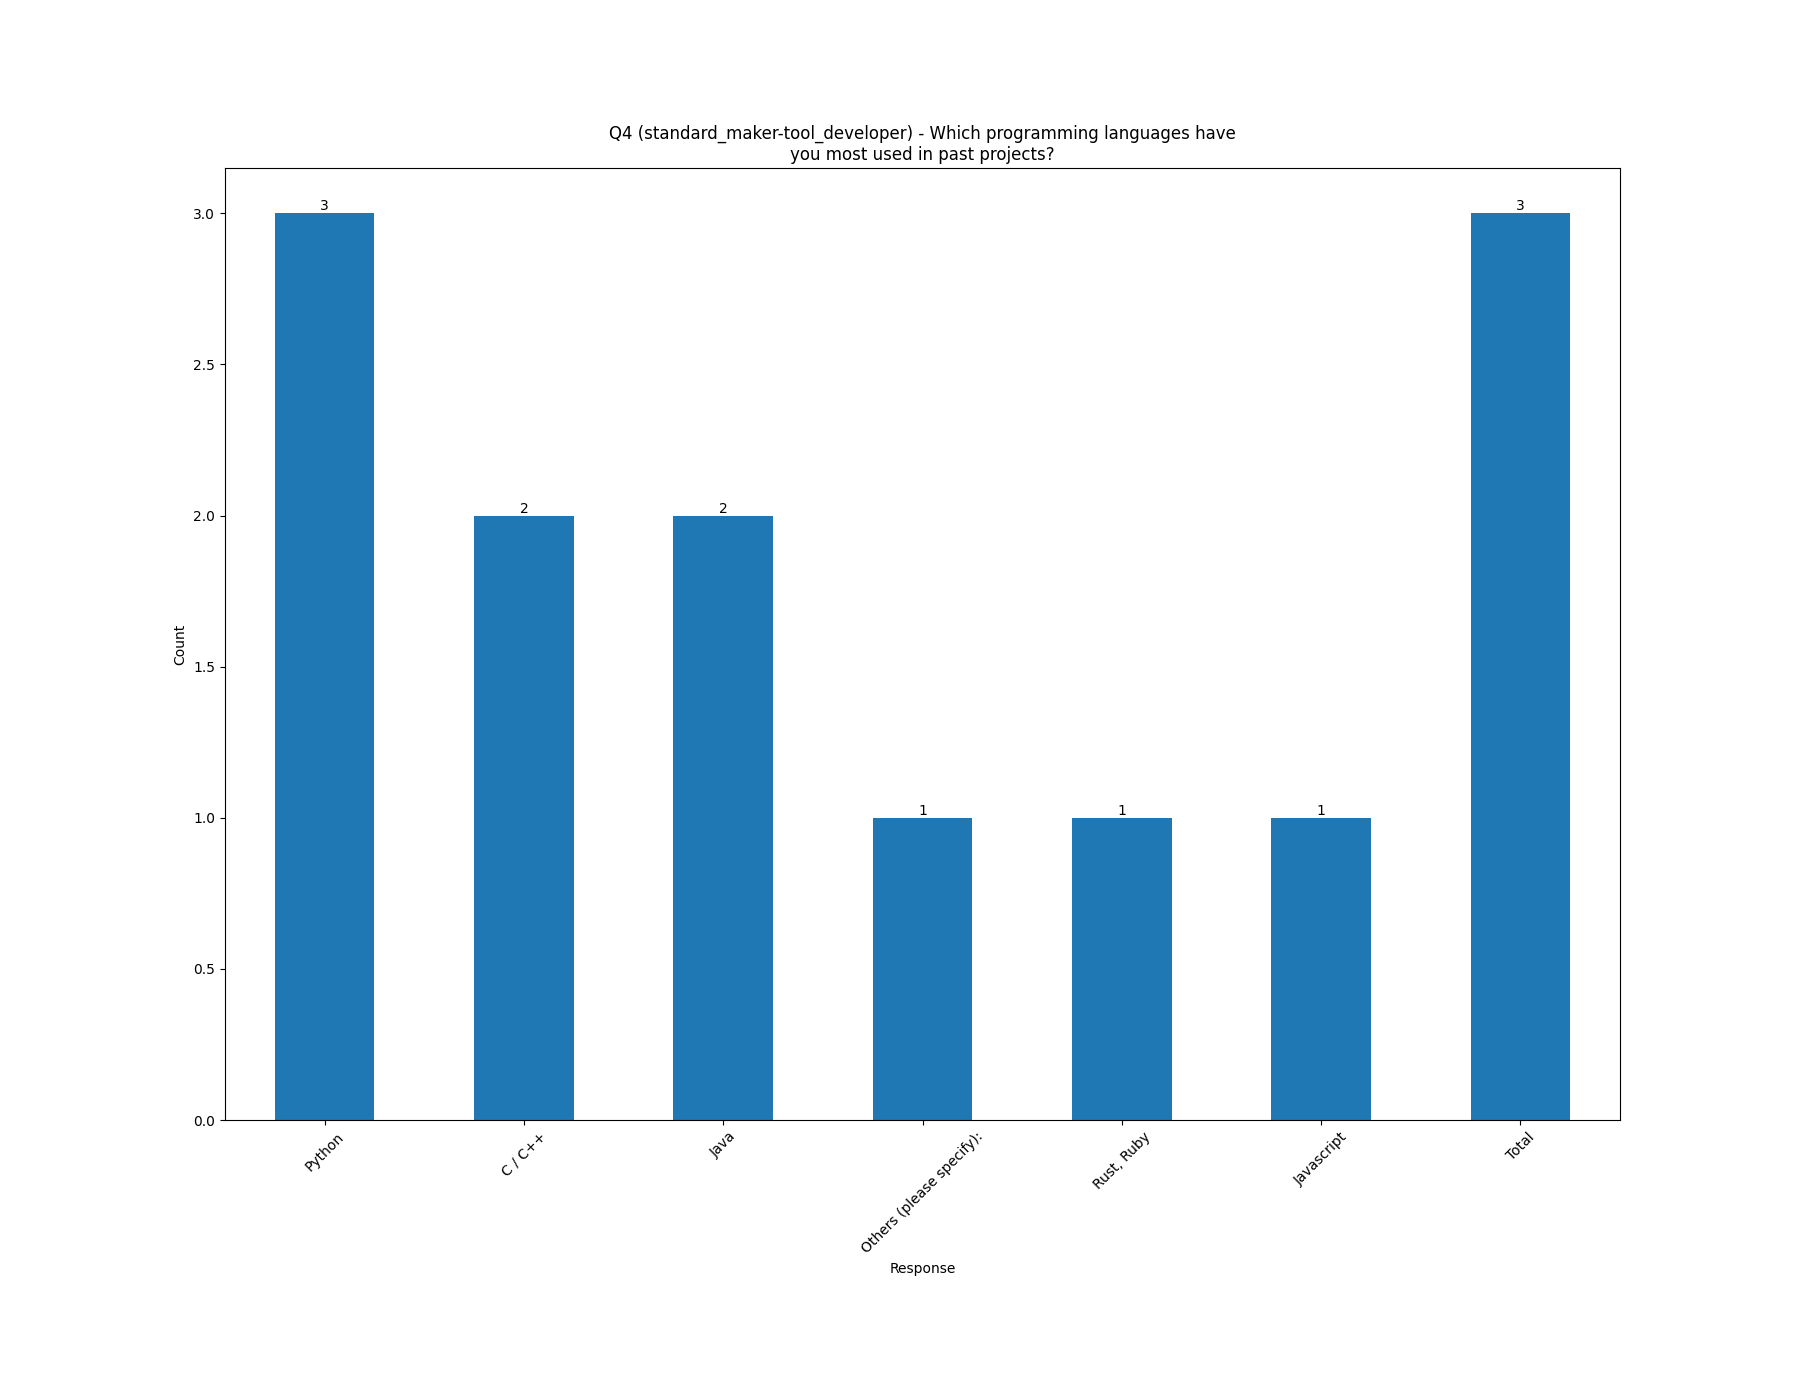 Q4 (standard_maker-tool_developer) - Which programming languages have
you most used in past projects?
3
3
3.0
2.5
2
2
2.0
Count
1.5
1
1
1
1.0
0.5
0.0
Python
C / C++
Java
Others (please specify):
Rust, Ruby
Javascript
Total
Response